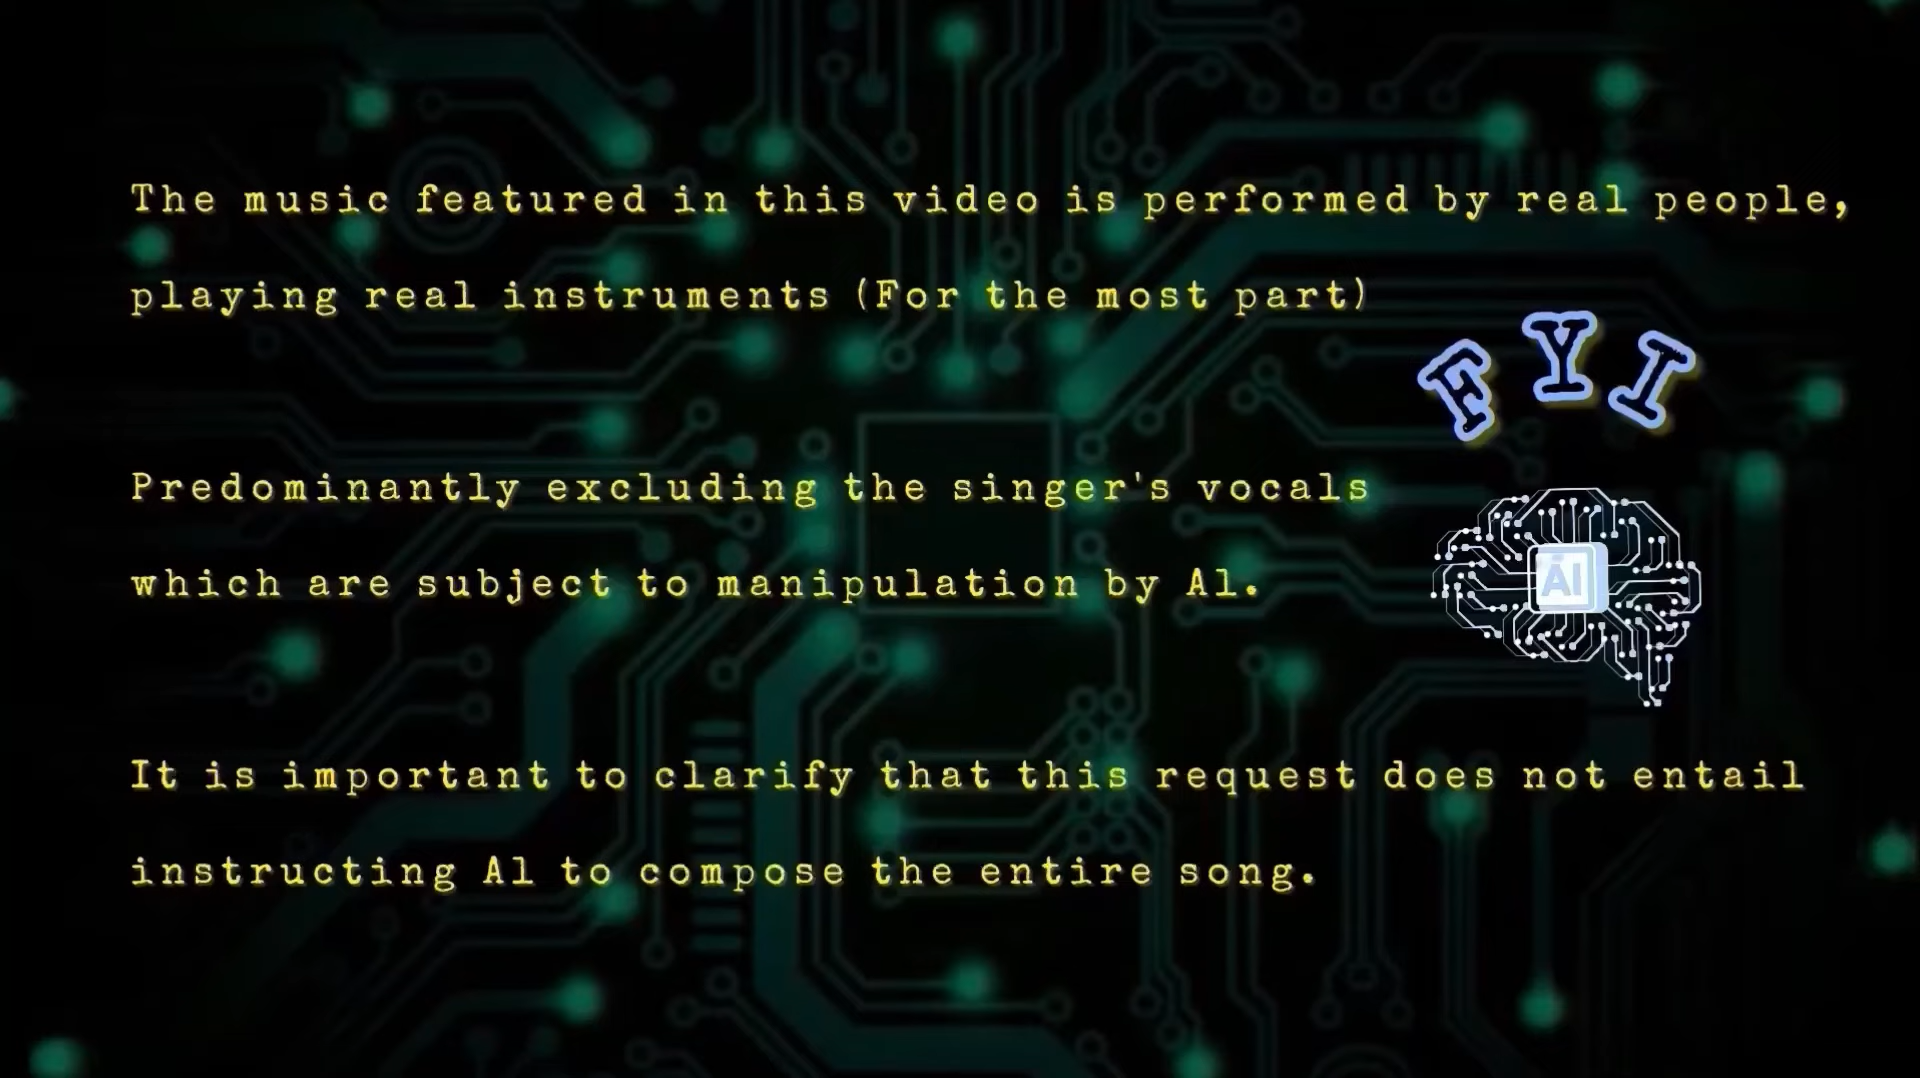 The music featured in this video is performed by real people,
playing real instruments (For the most part)
FYI
Predominantly excluding the singer's vocals
which are subject to manipulation by Al.
AI
It is important to clarify that this request does not entail
instructing Al to compose the entire song.